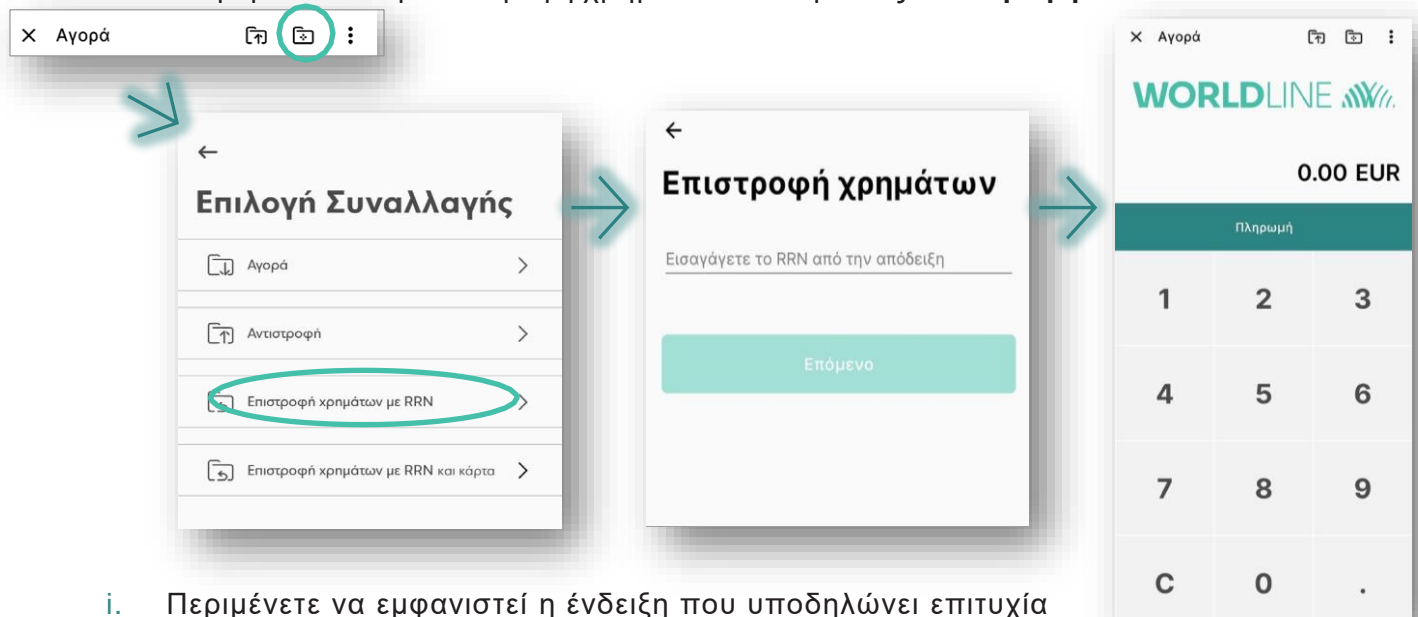 Αγορά
Επιλογή Συναλλαγής
Αγορά
Αντιστροφή
Επιστροφή χρημάτων με RRN
Επιστροφή χρημάτων με RRN και κάρτα
Επιστροφή χρημάτων
Εισαγάγετε το RRN από την απόδειξη
Επόμενο
Αγορά
WORLDLINE
0.00 EUR
Πληρωμή
1 2 3
4 5 6
7 8 9
C 0 .
i. Περιμένετε να εμφανιστεί η ένδειξη που υποδηλώνει επιτυχία